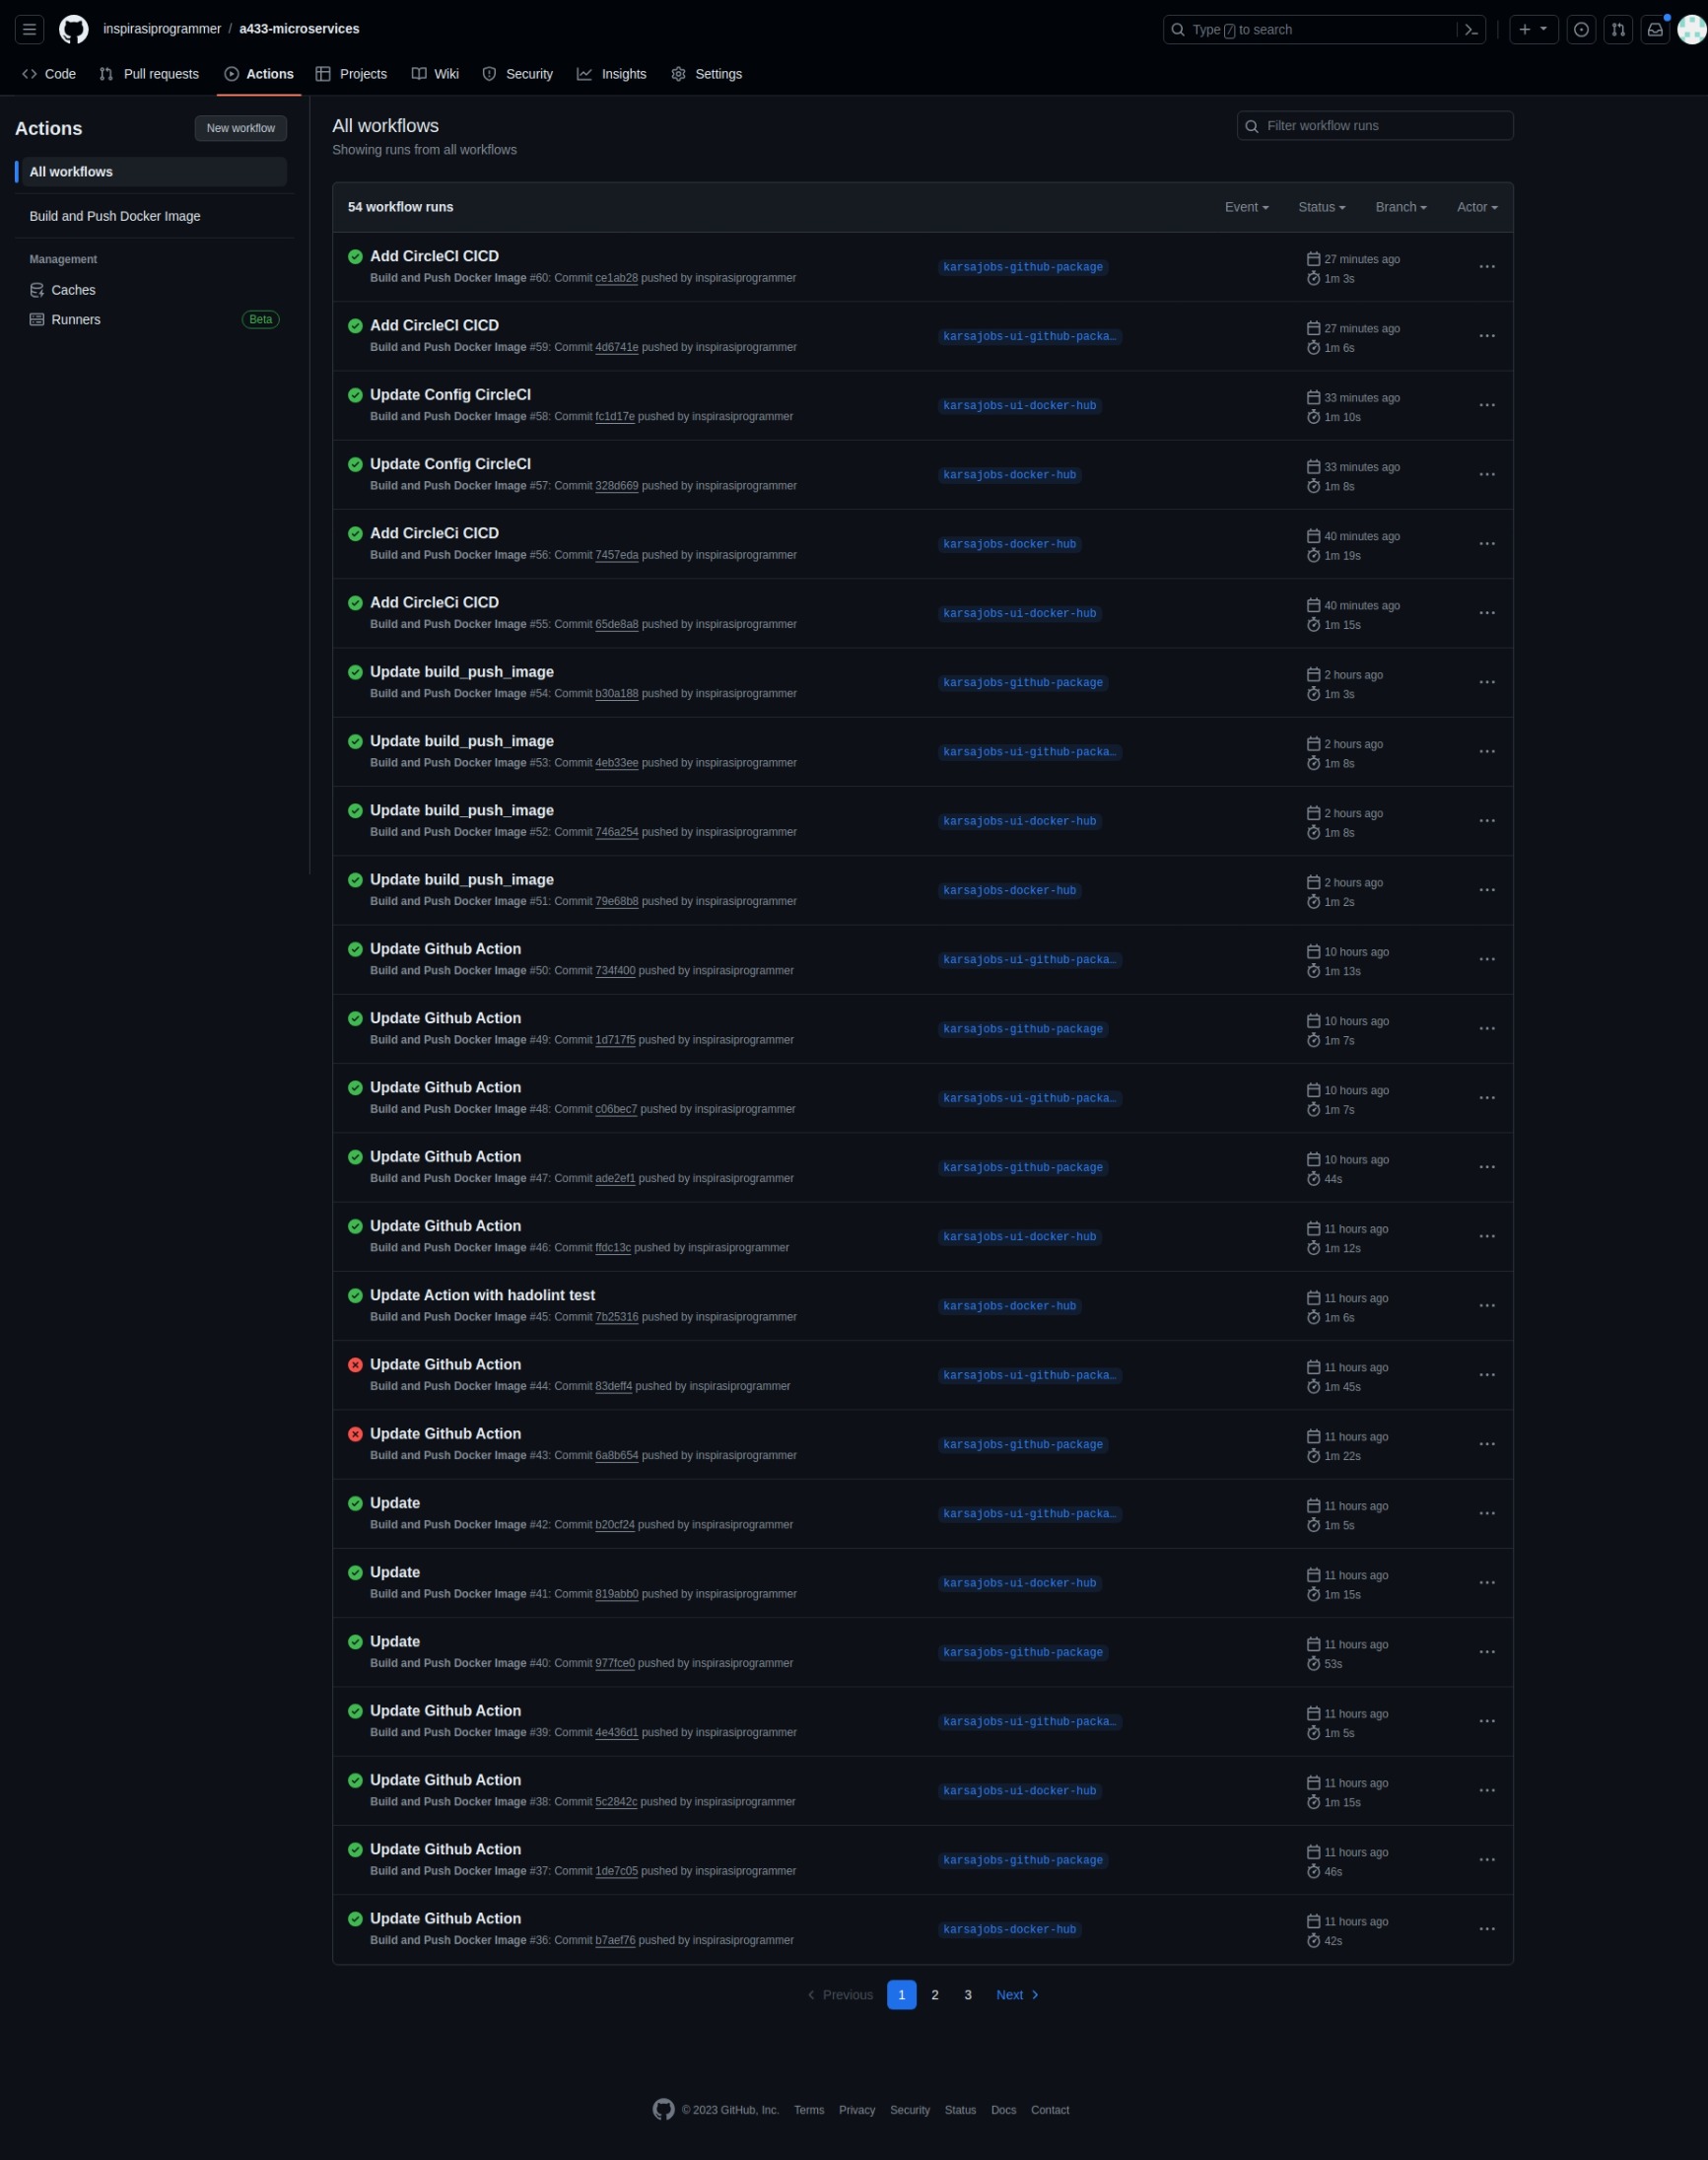 inspirasiprogrammer / a433-microservices
Type / to search
Code Pull requests Actions Projects Wiki Security Insights Settings
Actions
New workflow
All workflows
Build and Push Docker Image
Management
Caches
Runners Beta
All workflows
Showing runs from all workflows
Filter workflow runs
54 workflow runs Event Status Branch Actor
Add CircleCI CICD
Build and Push Docker Image #60: Commit ce1ab28 pushed by inspirasiprogrammer
karsajobs-github-package
27 minutes ago
1m 3s
Add CircleCI CICD
Build and Push Docker Image #59: Commit 4d6741e pushed by inspirasiprogrammer
karsajobs-ui-github-packa…
27 minutes ago
1m 6s
Update Config CircleCI
Build and Push Docker Image #58: Commit fc1d17e pushed by inspirasiprogrammer
karsajobs-ui-docker-hub
33 minutes ago
1m 10s
Update Config CircleCI
Build and Push Docker Image #57: Commit 328d669 pushed by inspirasiprogrammer
karsajobs-docker-hub
33 minutes ago
1m 8s
Add CircleCi CICD
Build and Push Docker Image #56: Commit 7457eda pushed by inspirasiprogrammer
karsajobs-docker-hub
40 minutes ago
1m 19s
Add CircleCi CICD
Build and Push Docker Image #55: Commit 65de8a8 pushed by inspirasiprogrammer
karsajobs-ui-docker-hub
40 minutes ago
1m 15s
Update build_push_image
Build and Push Docker Image #54: Commit b30a188 pushed by inspirasiprogrammer
karsajobs-github-package
2 hours ago
1m 3s
Update build_push_image
Build and Push Docker Image #53: Commit 4eb33ee pushed by inspirasiprogrammer
karsajobs-ui-github-packa…
2 hours ago
1m 8s
Update build_push_image
Build and Push Docker Image #52: Commit 746a254 pushed by inspirasiprogrammer
karsajobs-ui-docker-hub
2 hours ago
1m 8s
Update build_push_image
Build and Push Docker Image #51: Commit 79e68b8 pushed by inspirasiprogrammer
karsajobs-docker-hub
2 hours ago
1m 2s
Update Github Action
Build and Push Docker Image #50: Commit 734f400 pushed by inspirasiprogrammer
karsajobs-ui-github-packa…
10 hours ago
1m 13s
Update Github Action
Build and Push Docker Image #49: Commit 1d717f5 pushed by inspirasiprogrammer
karsajobs-github-package
10 hours ago
1m 7s
Update Github Action
Build and Push Docker Image #48: Commit c06bec7 pushed by inspirasiprogrammer
karsajobs-ui-github-packa…
10 hours ago
1m 7s
Update Github Action
Build and Push Docker Image #47: Commit ade2ef1 pushed by inspirasiprogrammer
karsajobs-github-package
10 hours ago
44s
Update Github Action
Build and Push Docker Image #46: Commit ffdc13c pushed by inspirasiprogrammer
karsajobs-ui-docker-hub
11 hours ago
1m 12s
Update Action with hadolint test
Build and Push Docker Image #45: Commit 7b25316 pushed by inspirasiprogrammer
karsajobs-docker-hub
11 hours ago
1m 6s
Update Github Action
Build and Push Docker Image #44: Commit 83deff4 pushed by inspirasiprogrammer
karsajobs-ui-github-packa…
11 hours ago
1m 45s
Update Github Action
Build and Push Docker Image #43: Commit 6a8b654 pushed by inspirasiprogrammer
karsajobs-github-package
11 hours ago
1m 22s
Update
Build and Push Docker Image #42: Commit b20cf24 pushed by inspirasiprogrammer
karsajobs-ui-github-packa…
11 hours ago
1m 5s
Update
Build and Push Docker Image #41: Commit 819abb0 pushed by inspirasiprogrammer
karsajobs-ui-docker-hub
11 hours ago
1m 15s
Update
Build and Push Docker Image #40: Commit 977fce0 pushed by inspirasiprogrammer
karsajobs-github-package
11 hours ago
53s
Update Github Action
Build and Push Docker Image #39: Commit 4e436d1 pushed by inspirasiprogrammer
karsajobs-ui-github-packa…
11 hours ago
1m 5s
Update Github Action
Build and Push Docker Image #38: Commit 5c2842c pushed by inspirasiprogrammer
karsajobs-ui-docker-hub
11 hours ago
1m 15s
Update Github Action
Build and Push Docker Image #37: Commit 1de7c05 pushed by inspirasiprogrammer
karsajobs-github-package
11 hours ago
46s
Update Github Action
Build and Push Docker Image #36: Commit b7aef76 pushed by inspirasiprogrammer
karsajobs-docker-hub
11 hours ago
42s
Previous 1 2 3 Next
© 2023 GitHub, Inc. Terms Privacy Security Status Docs Contact